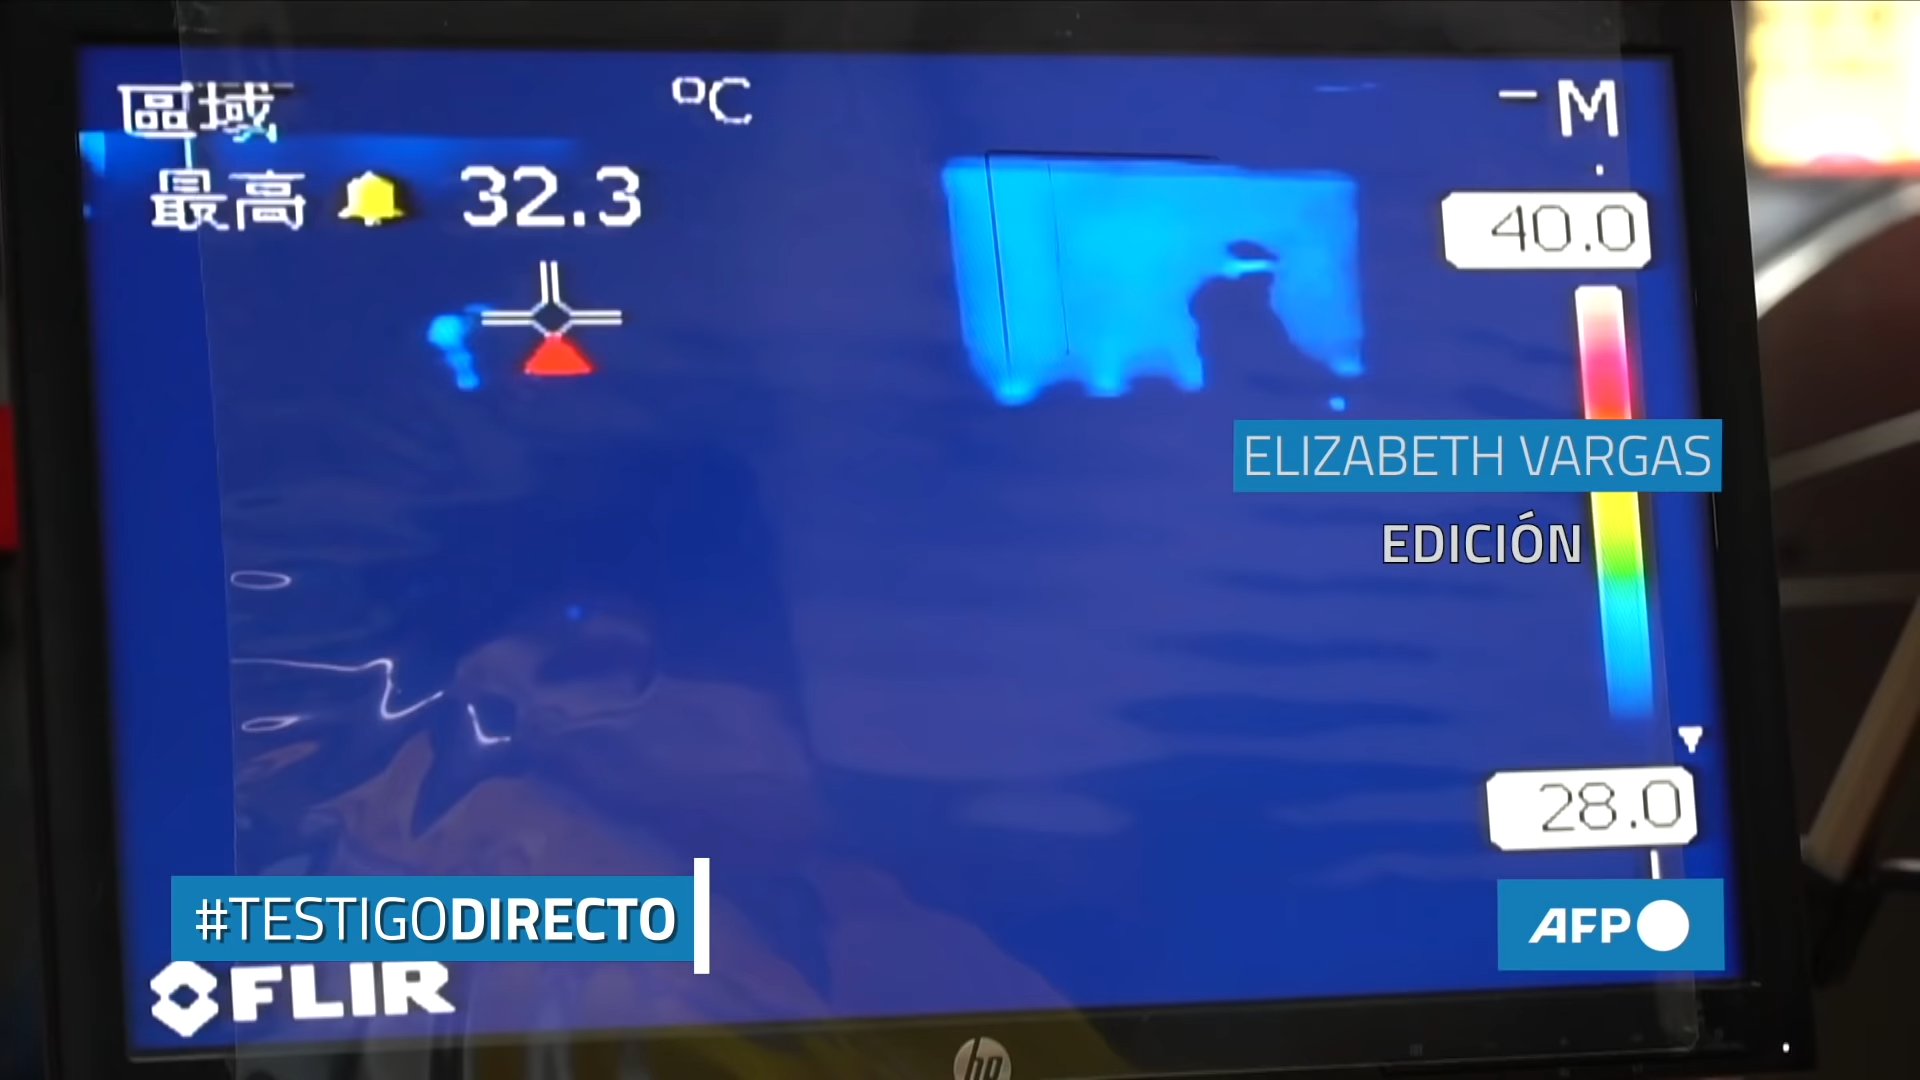 區域 °C – M
最高 32.3
40.0
ELIZABETH VARGAS
EDICIÓN
28.0
#TESTIGODIRECTO
AFP
FLIR
hp